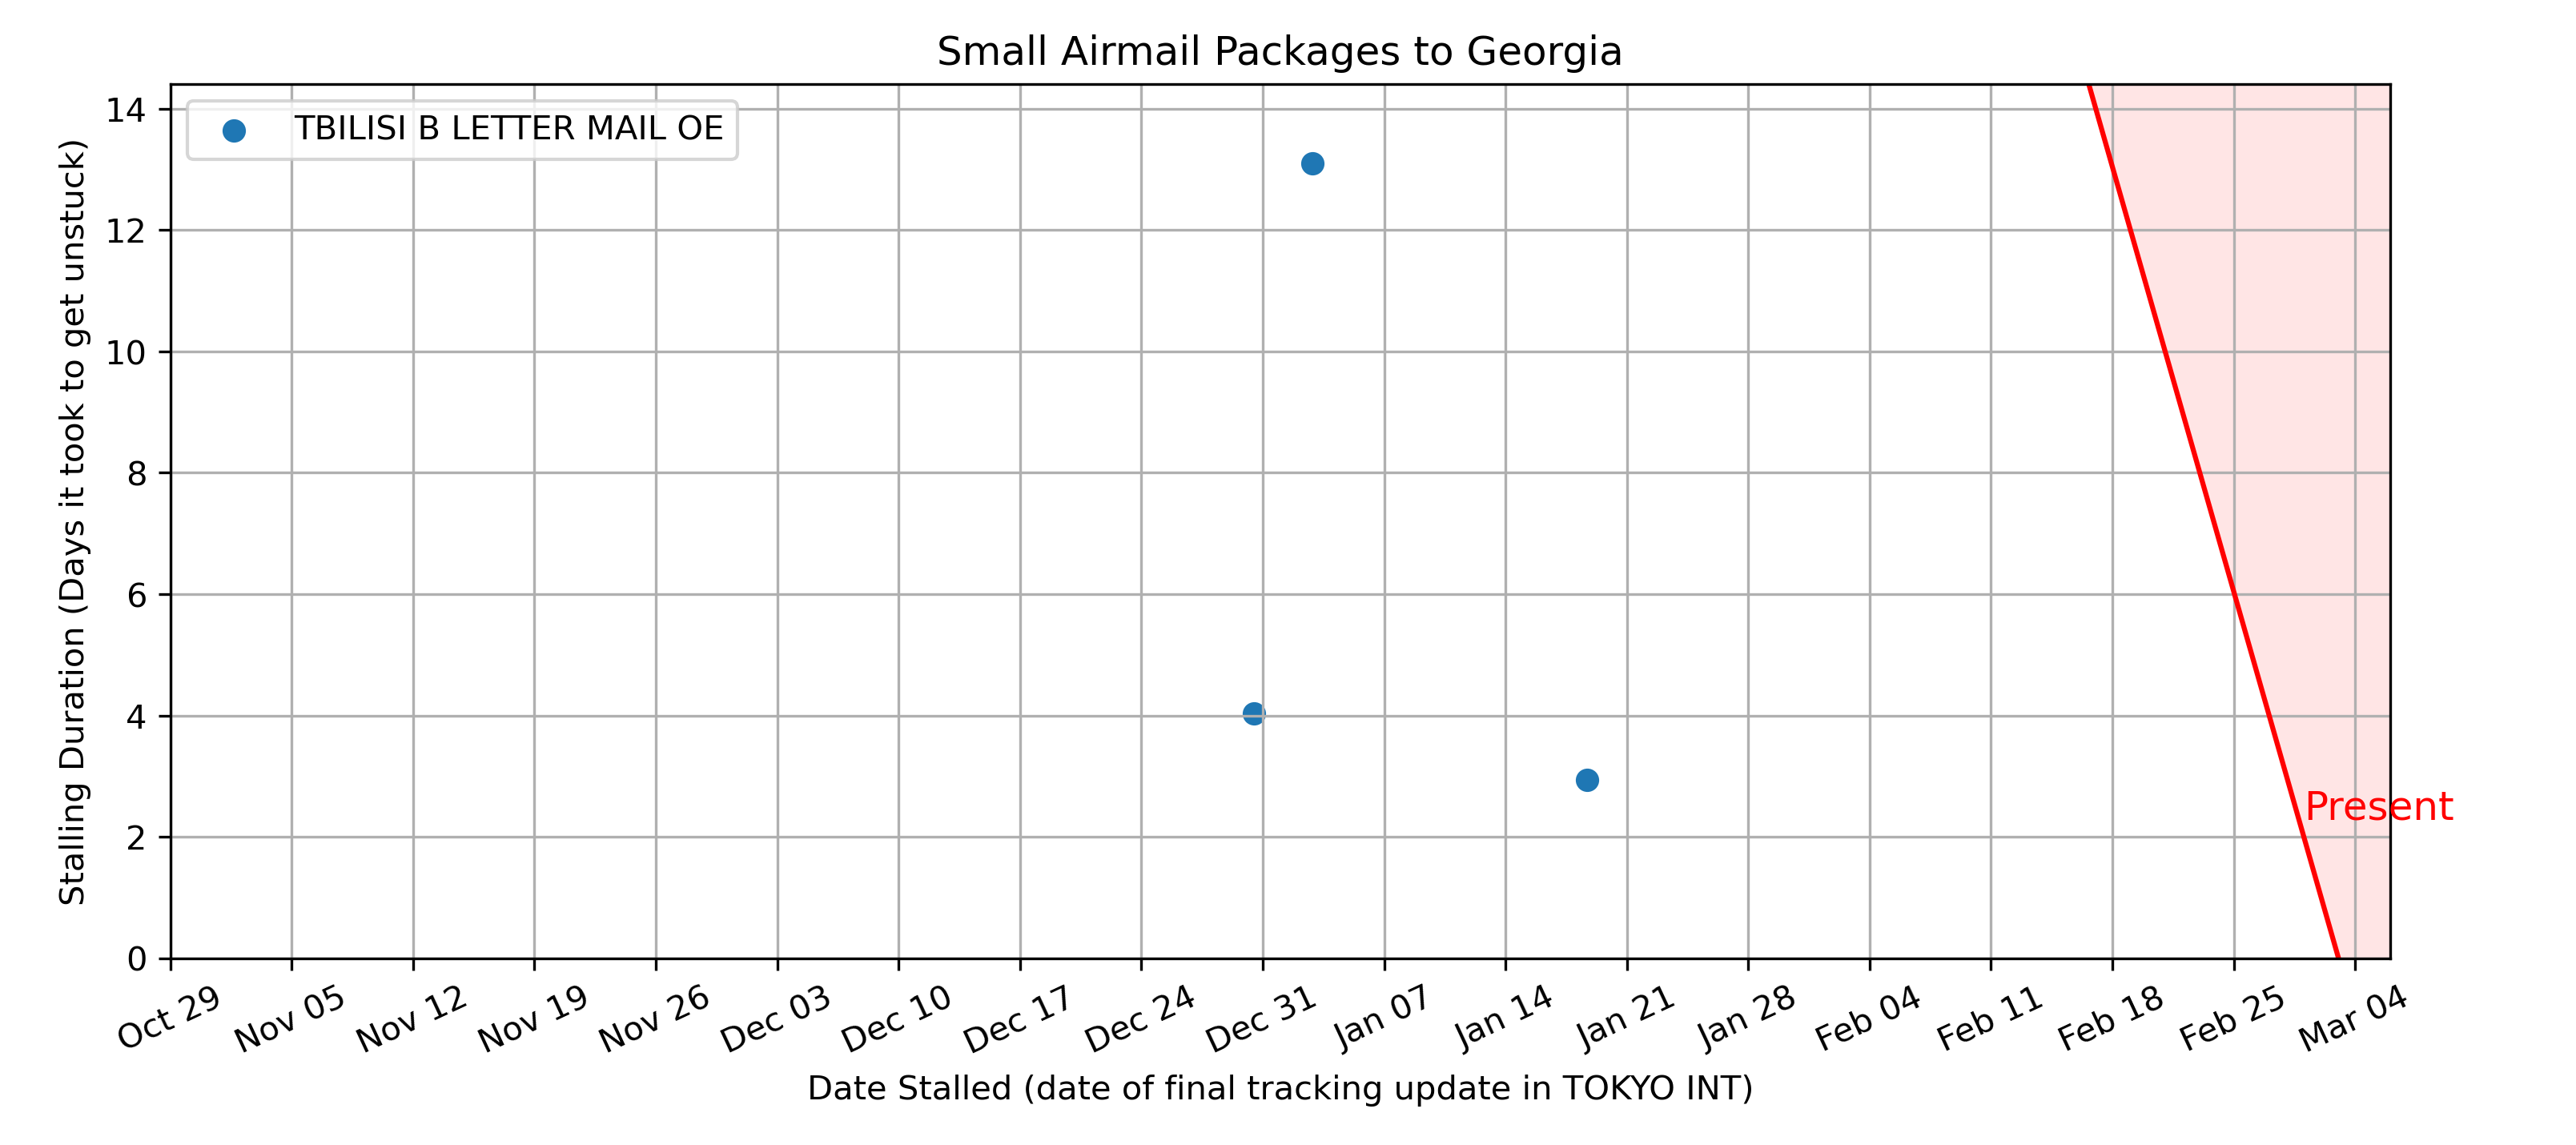 Small Airmail Packages to Georgia
TBILISI B LETTER MAIL OE
Stalling Duration (Days it took to get unstuck)
14
12
10
8
6
4
2
0
Present
Oct 29
Nov 05
Nov 12
Nov 19
Nov 26
Dec 03
Dec 10
Dec 17
Dec 24
Dec 31
Jan 07
Jan 14
Jan 21
Jan 28
Feb 04
Feb 11
Feb 18
Feb 25
Mar 04
Date Stalled (date of final tracking update in TOKYO INT)